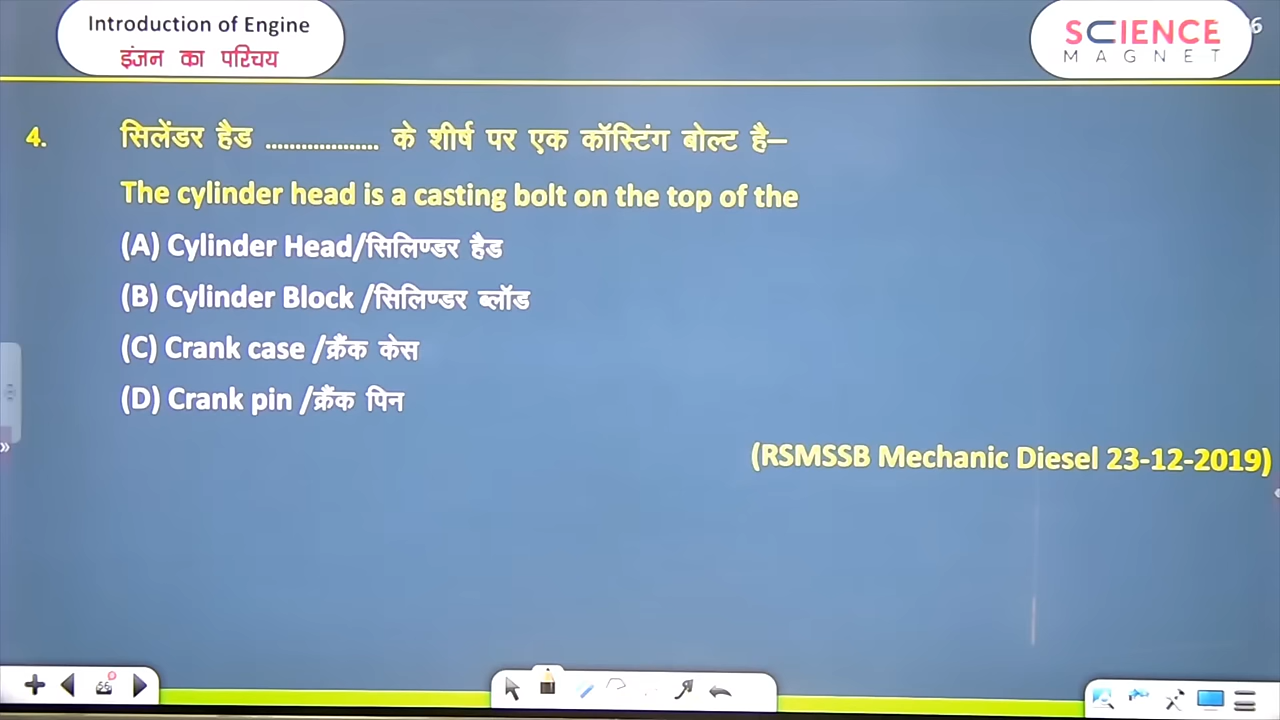 Introduction of Engine
इंजन का परिचय
SCIENCE
MAGNET
6
4. सिलेंडर हैड ................... के शीर्ष पर एक कॉस्टिंग बोल्ट है–
The cylinder head is a casting bolt on the top of the
(A) Cylinder Head/सिलिण्डर हैड
(B) Cylinder Block /सिलिण्डर ब्लॉड
(C) Crank case /क्रैंक केस
(D) Crank pin /क्रैंक पिन
(RSMSSB Mechanic Diesel 23-12-2019)